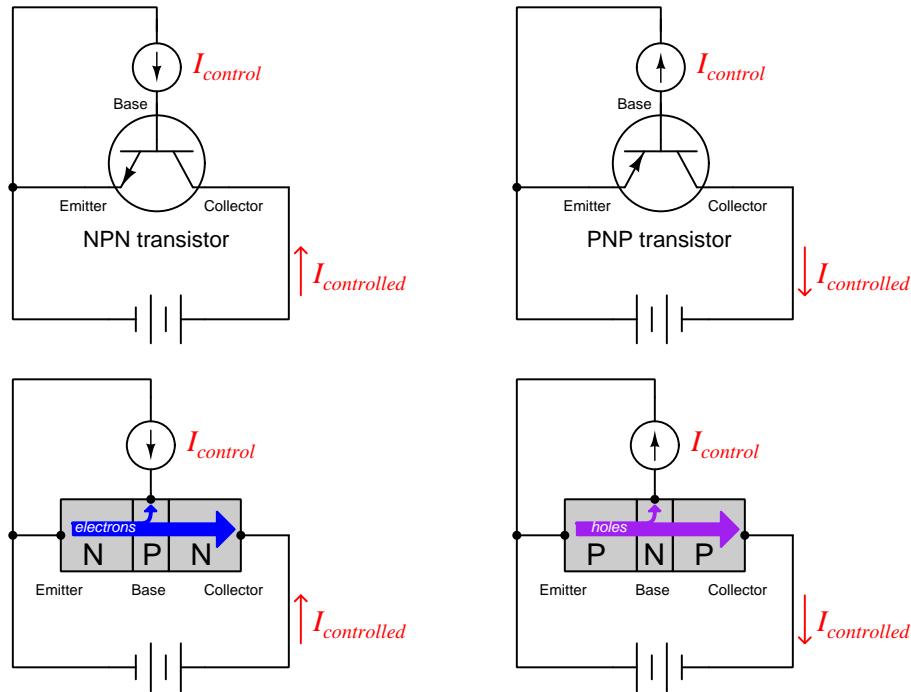 I_control
Base
Emitter
Collector
NPN transistor
I_controlled
I_control
Base
Emitter
Collector
PNP transistor
I_controlled
I_control
electrons
N P N
Emitter
Base
Collector
I_controlled
I_control
holes
P N P
Emitter
Base
Collector
I_controlled